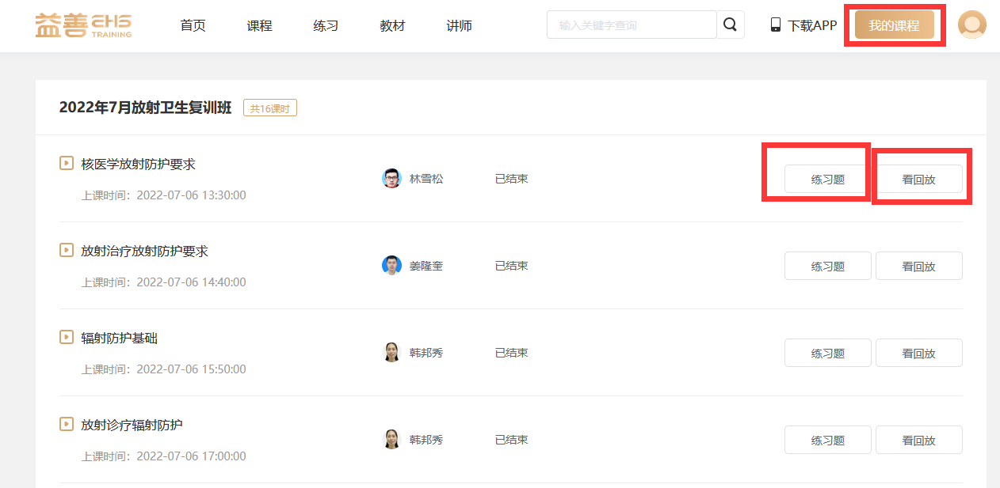 益善 EHS TRAINING
首页 课程 练习 教材 讲师 输入关键字查询 下载APP 我的课程
2022年7月放射卫生复训班 共16课时
核医学放射防护要求
林雪松 已结束 练习题 看回放
上课时间：2022-07-06 13:30:00
放射治疗放射防护要求
姜隆奎 已结束 练习题 看回放
上课时间：2022-07-06 14:40:00
辐射防护基础
韩邦秀 已结束 练习题 看回放
上课时间：2022-07-06 15:50:00
放射诊疗辐射防护
韩邦秀 已结束 练习题 看回放
上课时间：2022-07-06 17:00:00